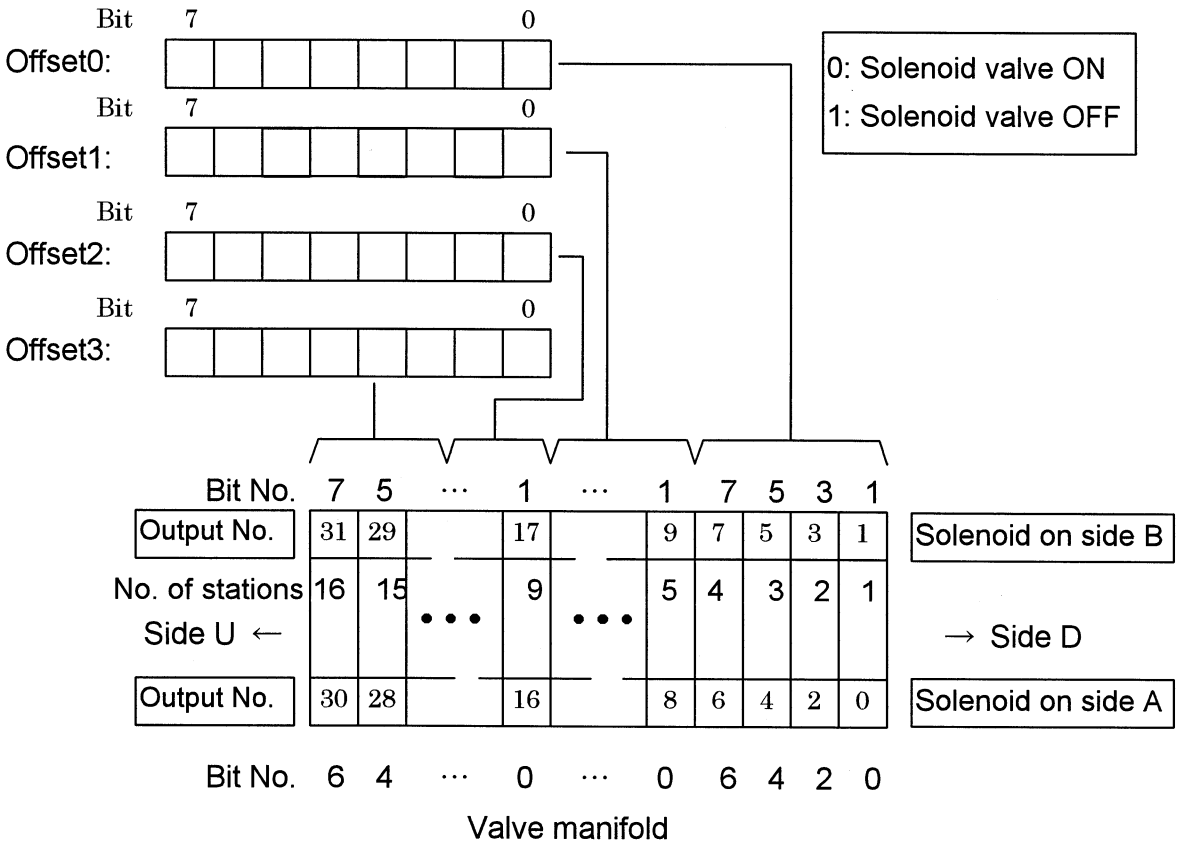 Bit 7 0
Offset0:
0: Solenoid valve ON
1: Solenoid valve OFF
Bit 7 0
Offset1:
Bit 7 0
Offset2:
Bit 7 0
Offset3:
Bit No. 7 5 ··· 1 ··· 1 7 5 3 1
Output No. 31 29 17 9 7 5 3 1 Solenoid on side B
No. of stations 16 15 9 5 4 3 2 1
Side U ← ••• ••• → Side D
Output No. 30 28 16 8 6 4 2 0 Solenoid on side A
Bit No. 6 4 ··· 0 ··· 0 6 4 2 0
Valve manifold